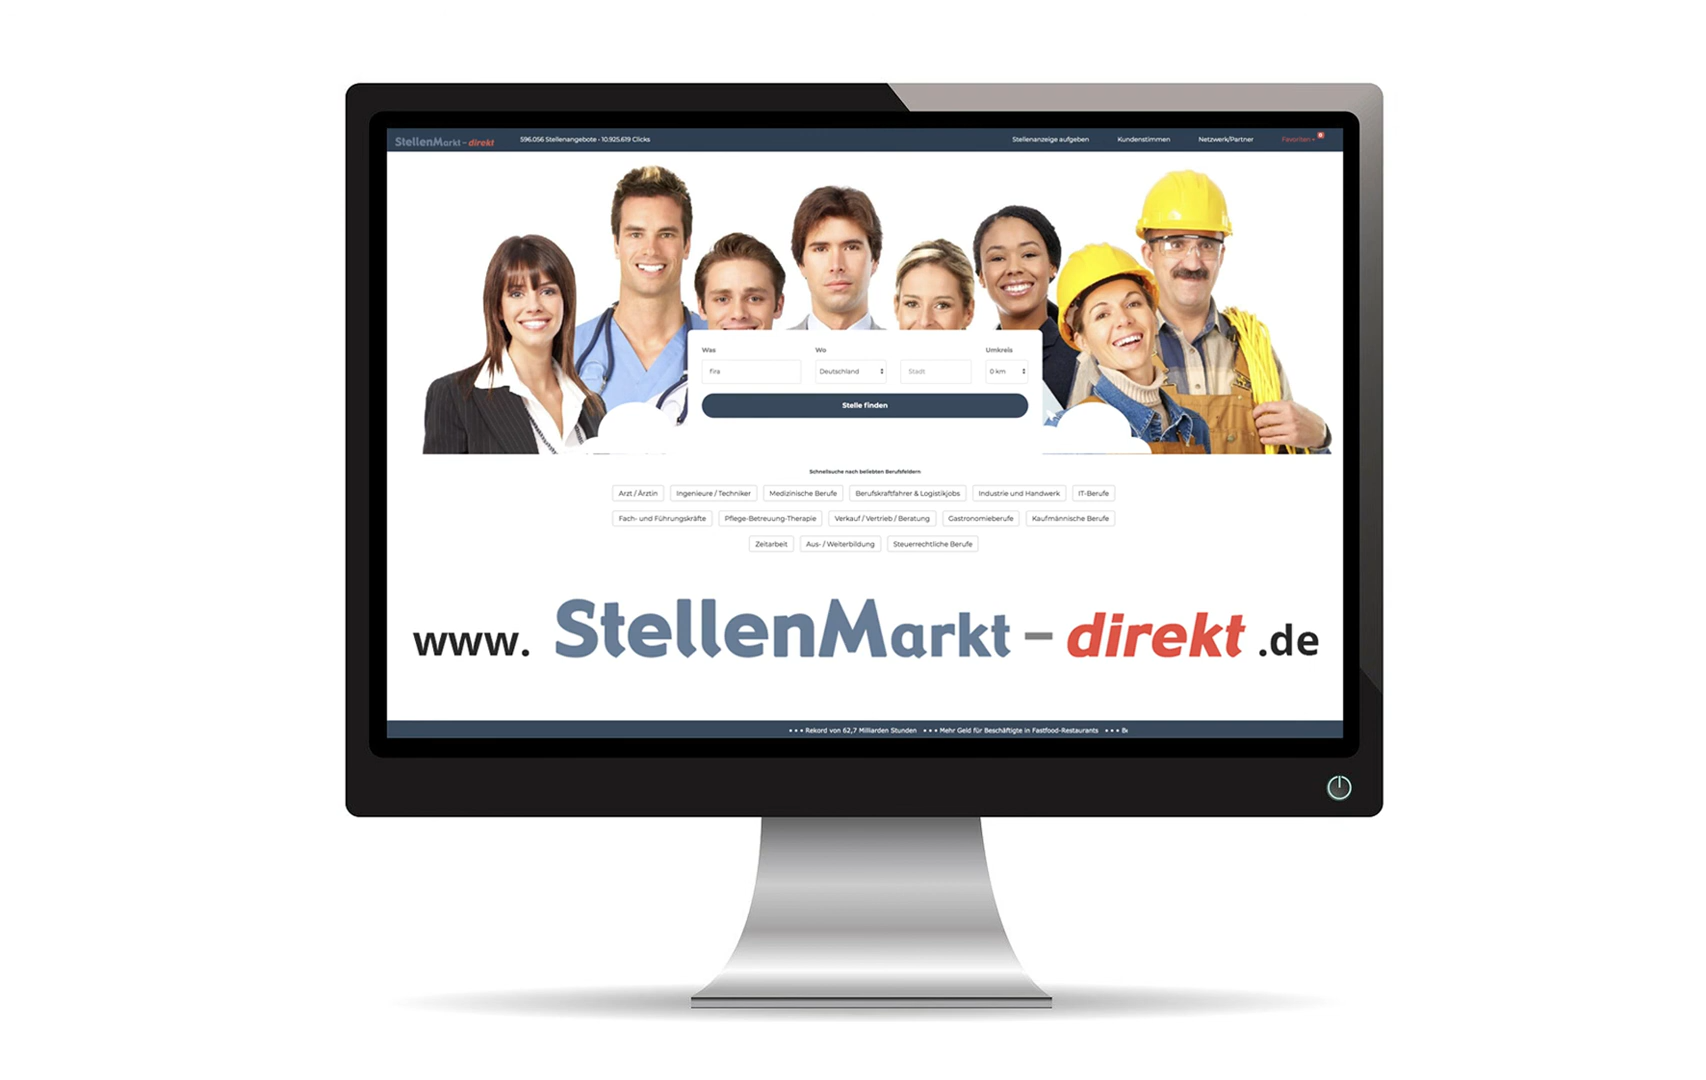 StellenMarkt-direkt 596.056 Stellenangebote • 10.925.619 Clicks Stellenanzeige aufgeben Kundenstimmen Netzwerk/Partner Favoriten
Was Wo Umkreis
fira Deutschland Stadt 0 km
Stelle finden
Schnellsuche nach beliebten Berufsfeldern
Arzt / Ärztin Ingenieure / Techniker Medizinische Berufe Berufskraftfahrer & Logistikjobs Industrie und Handwerk IT-Berufe
Fach- und Führungskräfte Pflege-Betreuung-Therapie Verkauf / Vertrieb / Beratung Gastronomieberufe Kaufmännische Berufe
Zeitarbeit Aus- / Weiterbildung Steuerrechtliche Berufe
www. StellenMarkt-direkt .de
• • • Rekord von 62,7 Milliarden Stunden • • • Mehr Geld für Beschäftigte in Fastfood-Restaurants • • •